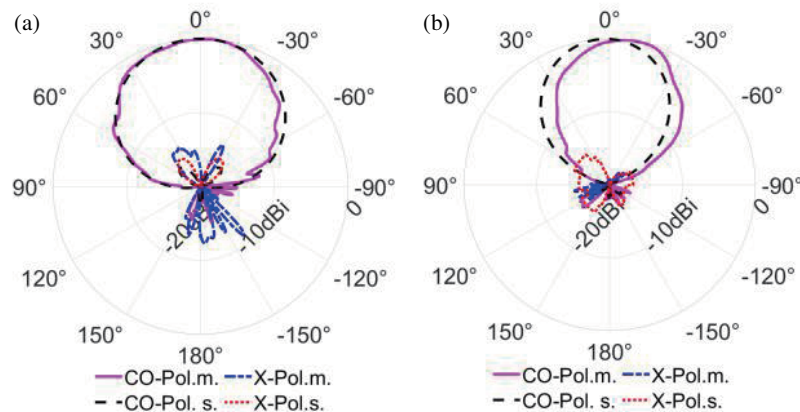 (a)
0°
30°
-30°
60°
-60°
90°
-90°
-10dBi
0
120°
-120°
150°
-150°
180°
CO-Pol.m.
X-Pol.m.
CO-Pol. s.
X-Pol.s.
(b)
0°
30°
-30°
60°
-60°
90°
-90°
-20dBi
-10dBi
0
120°
-120°
150°
-150°
180°
CO-Pol.m.
X-Pol.m.
CO-Pol. s.
X-Pol.s.